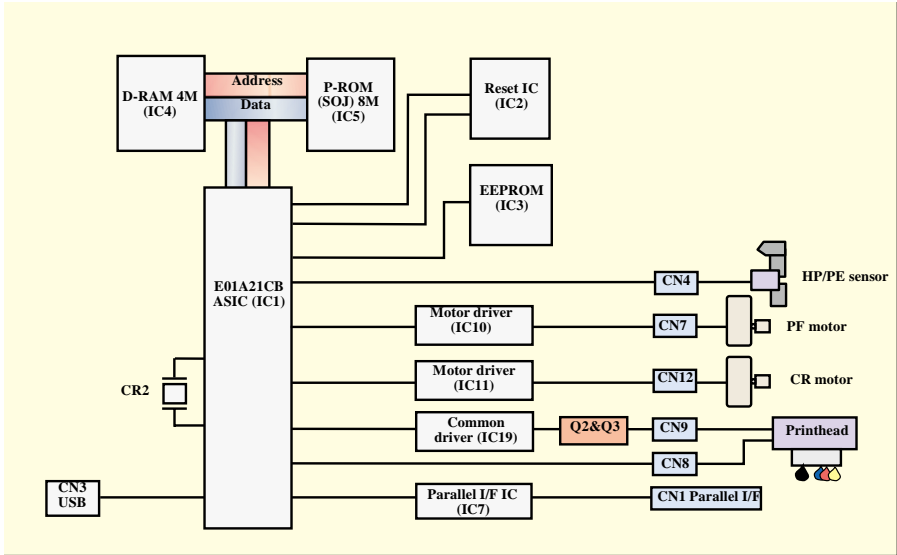 D-RAM 4M
(IC4)
Address
Data
P-ROM
(SOJ) 8M
(IC5)
Reset IC
(IC2)
EEPROM
(IC3)
E01A21CB
ASIC (IC1)
CN4
HP/PE sensor
Motor driver
(IC10)
CN7
PF motor
Motor driver
(IC11)
CN12
CR motor
CR2
Common
driver (IC19)
Q2&Q3
CN9
Printhead
CN8
CN3
USB
Parallel I/F IC
(IC7)
CN1 Parallel I/F